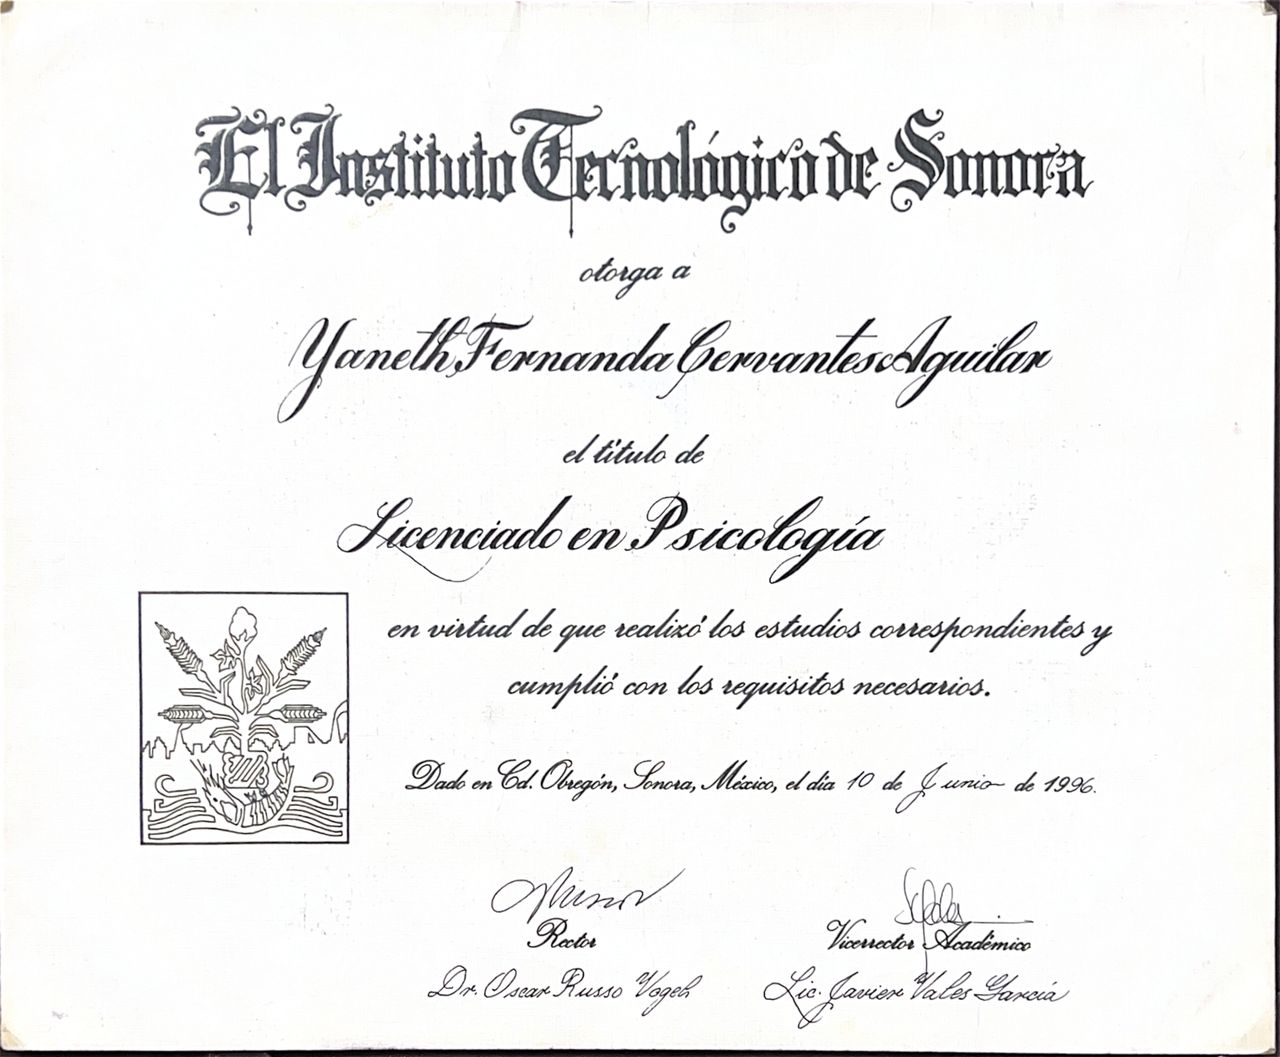 El Instituto Tecnológico de Sonora
otorga a
Yaneth Fernanda Cervantes Aguilar
el título de
Licenciado en Psicología
en virtud de que realizó los estudios correspondientes y
cumplió con los requisitos necesarios.
Dado en Cd. Obregón, Sonora, México, el día 10 de Junio de 1996.
Rector
Vicerrector Académico
Dr. Oscar Russo Vogel
Lic. Javier Vales García